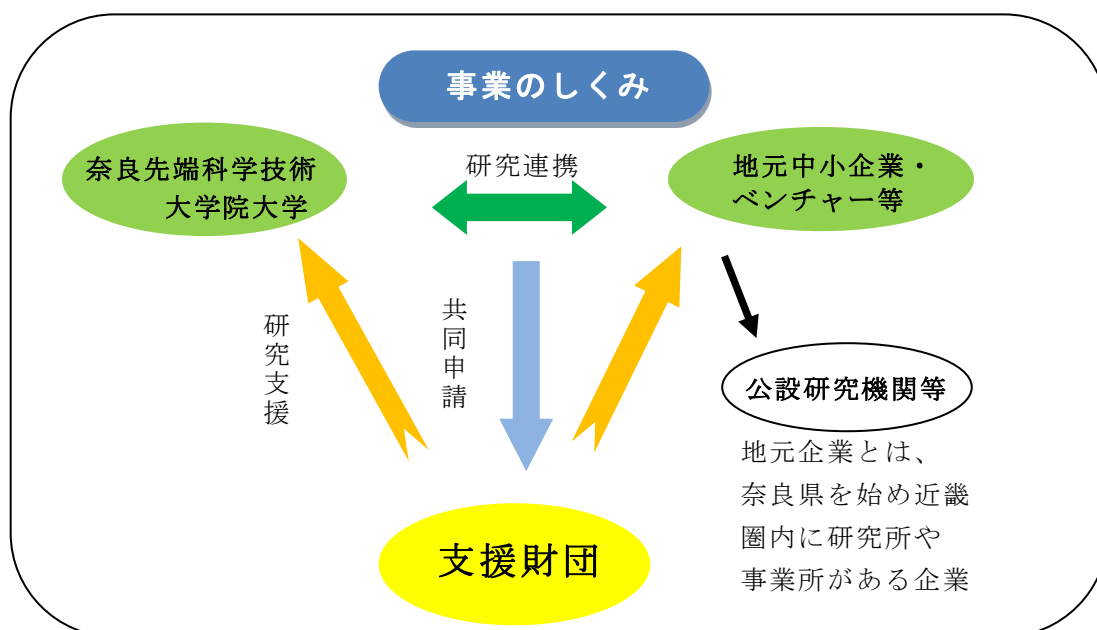 事業のしくみ
奈良先端科学技術
大学院大学
研究連携
地元中小企業・
ベンチャー等
研究支援
共同申請
公設研究機関等
地元企業とは、
奈良県を始め近畿
圏内に研究所や
事業所がある企業
支援財団